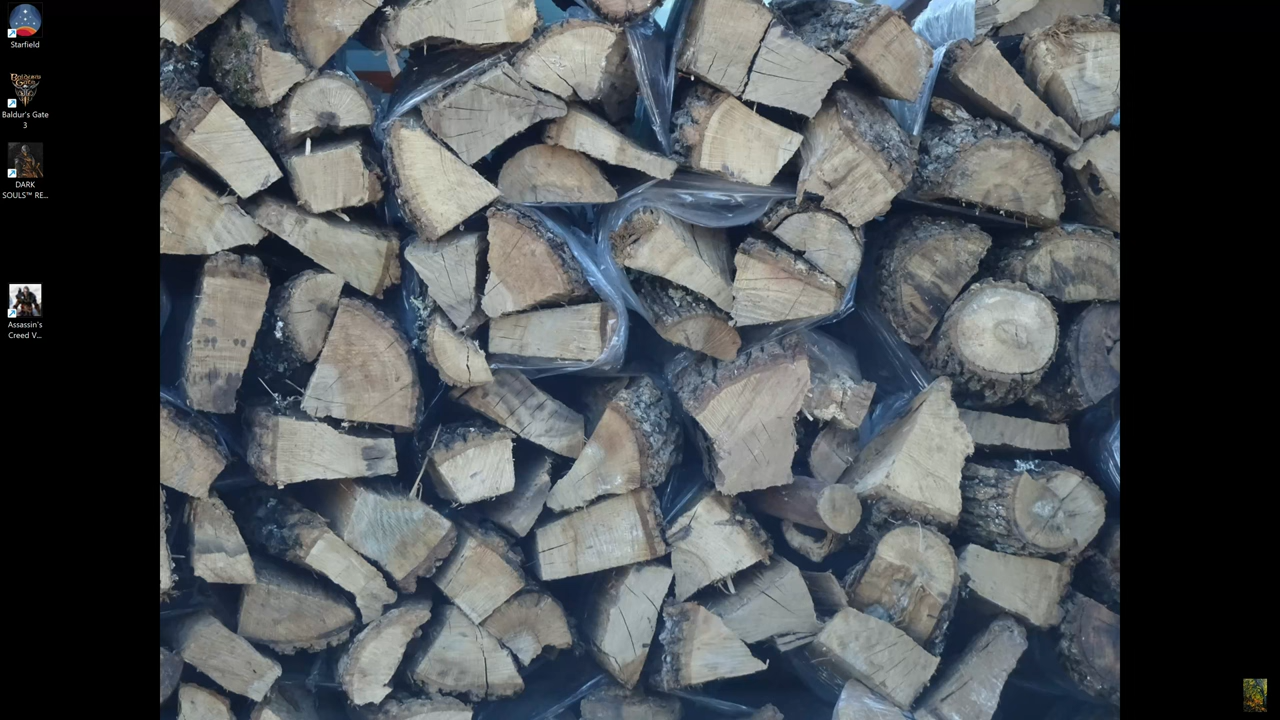 Starfield
Baldur's Gate
3
DARK
SOULS™ RE...
Assassin's
Creed V...